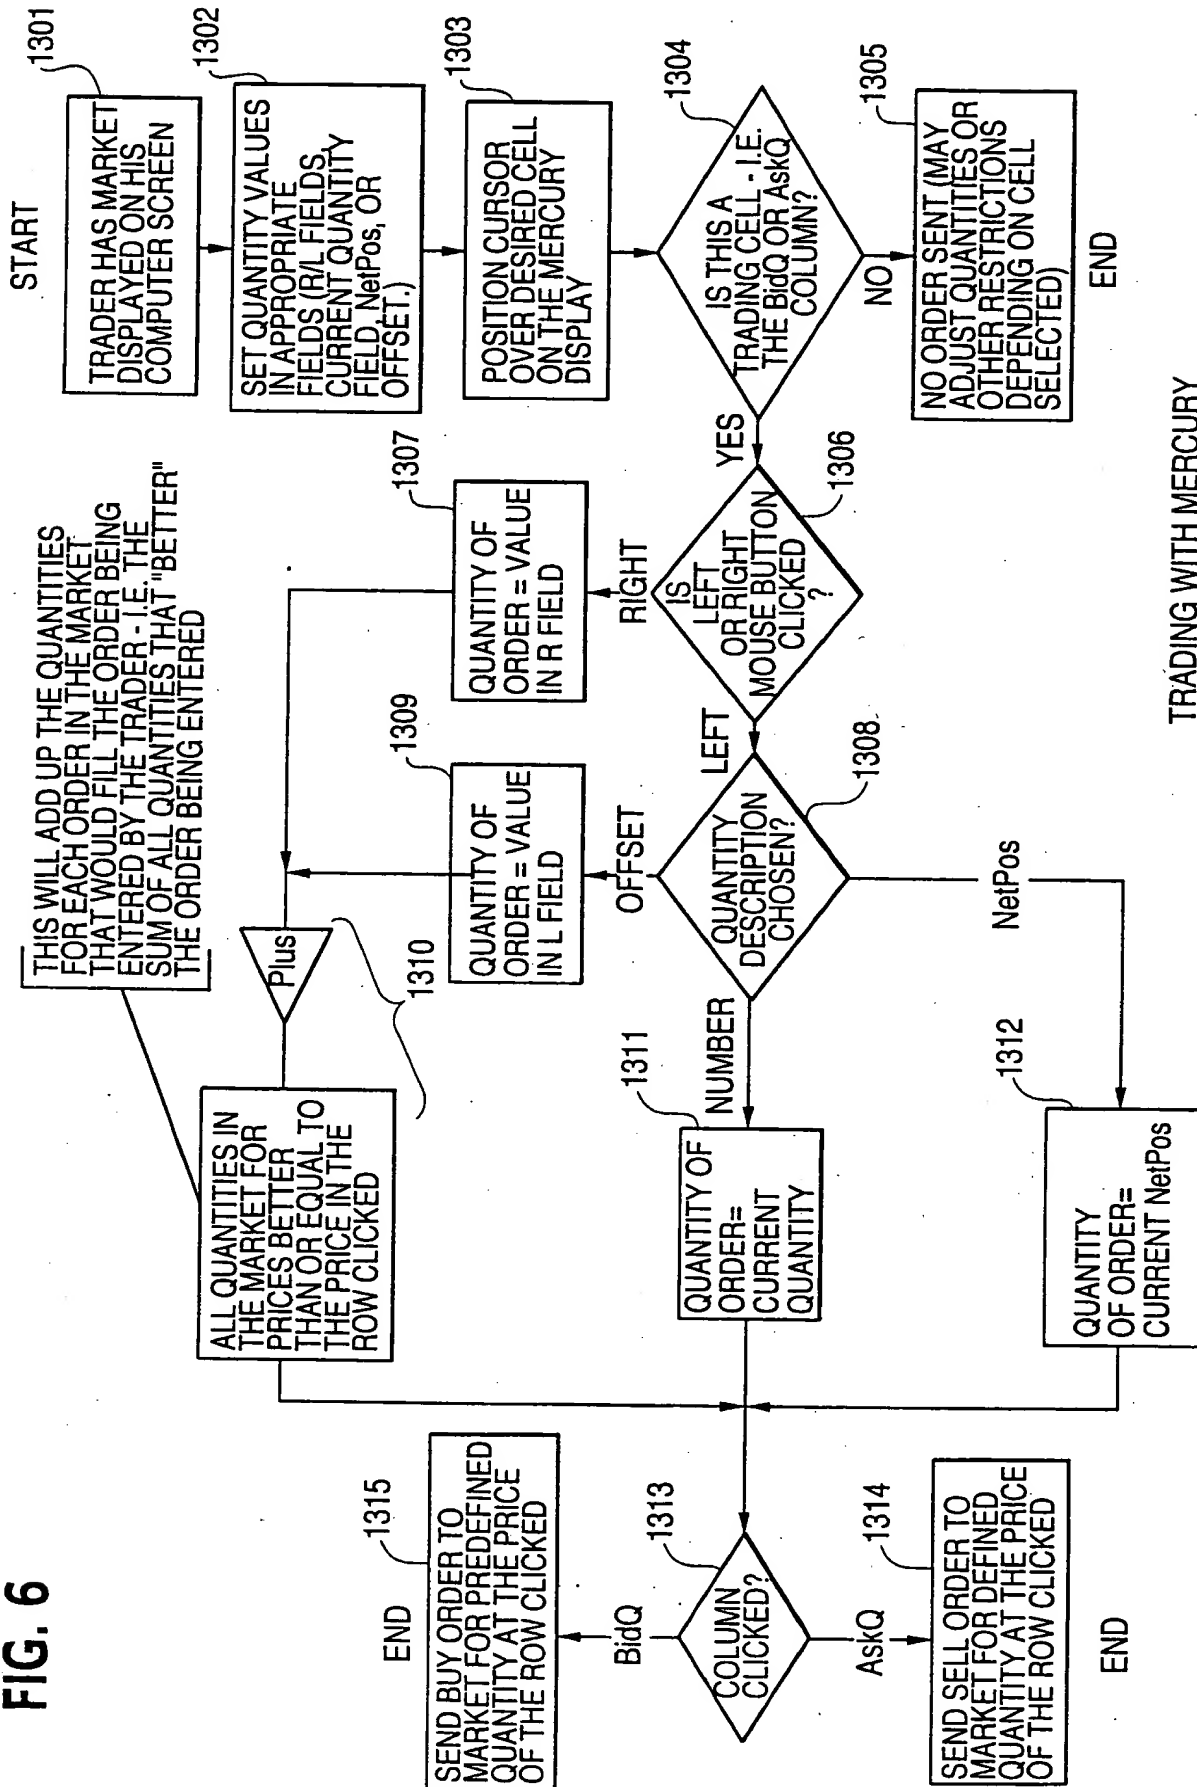 FIG. 6
START
1301
TRADER HAS MARKET
DISPLAYED ON HIS
COMPUTER SCREEN
1302
SET QUANTITY VALUES
IN APPROPRIATE
FIELDS (R/L FIELDS,
CURRENT QUANTITY
FIELD, NetPos, OR
OFFSET.)
1303
POSITION CURSOR
OVER DESIRED CELL
ON THE MERCURY
DISPLAY
1304
IS THIS A
TRADING CELL - I.E.
THE BidQ OR AskQ
COLUMN?
NO
1305
NO ORDER SENT (MAY
ADJUST QUANTITIES OR
OTHER RESTRICTIONS
DEPENDING ON CELL
SELECTED)
END
YES
1306
IS
LEFT
OR RIGHT
MOUSE BUTTON
CLICKED
?
RIGHT
1307
QUANTITY OF
ORDER = VALUE
IN R FIELD
LEFT
1308
QUANTITY
DESCRIPTION
CHOSEN?
OFFSET
1309
QUANTITY OF
ORDER = VALUE
IN L FIELD
THIS WILL ADD UP THE QUANTITIES
FOR EACH ORDER IN THE MARKET
THAT WOULD FILL THE ORDER BEING
ENTERED BY THE TRADER - I.E. THE
SUM OF ALL QUANTITIES THAT "BETTER"
THE ORDER BEING ENTERED
Plus
1310
ALL QUANTITIES IN
THE MARKET FOR
PRICES BETTER
THAN OR EQUAL TO
THE PRICE IN THE
ROW CLICKED
NUMBER
1311
QUANTITY OF
ORDER=
CURRENT
QUANTITY
NetPos
1312
QUANTITY
OF ORDER=
CURRENT NetPos
1313
COLUMN
CLICKED?
BidQ
1315
SEND BUY ORDER TO
MARKET FOR PREDEFINED
QUANTITY AT THE PRICE
OF THE ROW CLICKED
END
AskQ
1314
SEND SELL ORDER TO
MARKET FOR DEFINED
QUANTITY AT THE PRICE
OF THE ROW CLICKED
END
TRADING WITH MERCURY